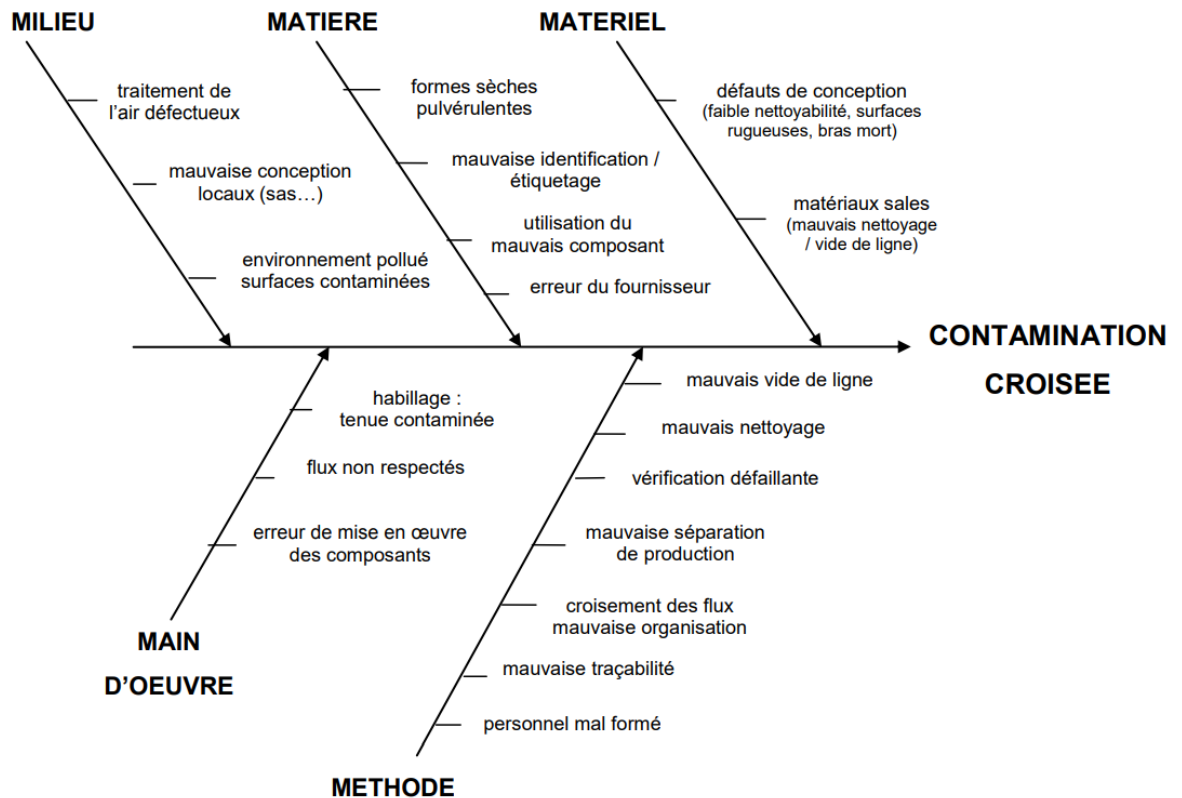 MILIEU
traitement de
l'air défectueux
mauvaise conception
locaux (sas…)
environnement pollué
surfaces contaminées
MATIERE
formes sèches
pulvérulentes
mauvaise identification /
étiquetage
utilisation du
mauvais composant
erreur du fournisseur
MATERIEL
défauts de conception
(faible nettoyabilité, surfaces
rugueuses, bras mort)
matériaux sales
(mauvais nettoyage
/ vide de ligne)
CONTAMINATION
CROISEE
habillage :
tenue contaminée
flux non respectés
erreur de mise en œuvre
des composants
MAIN
D'OEUVRE
mauvais vide de ligne
mauvais nettoyage
vérification défaillante
mauvaise séparation
de production
croisement des flux
mauvaise organisation
mauvaise traçabilité
personnel mal formé
METHODE